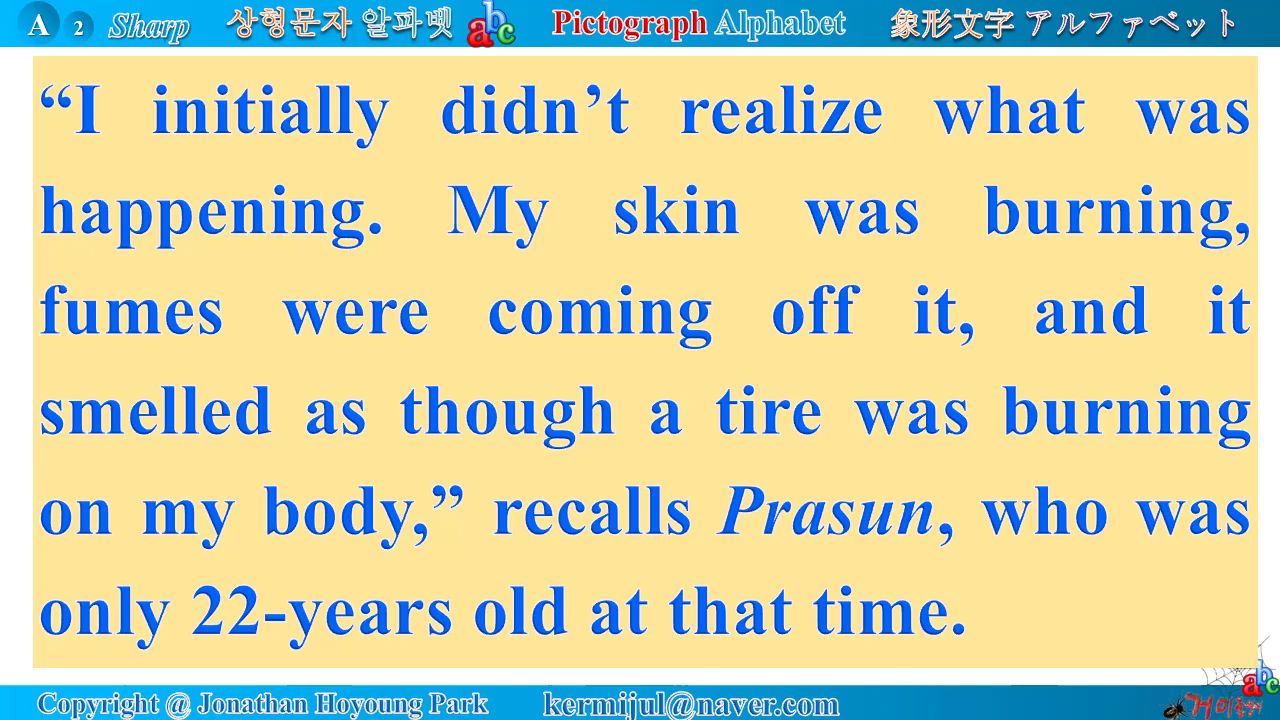 A 2 Sharp 상형문자 알파벳 abc Pictograph Alphabet 象形文字 アルファベット
“I initially didn’t realize what was
happening. My skin was burning,
fumes were coming off it, and it
smelled as though a tire was burning
on my body,” recalls Prasun, who was
only 22-years old at that time.
abc
Copyright @ Jonathan Hoyoung Park kermijul@naver.com